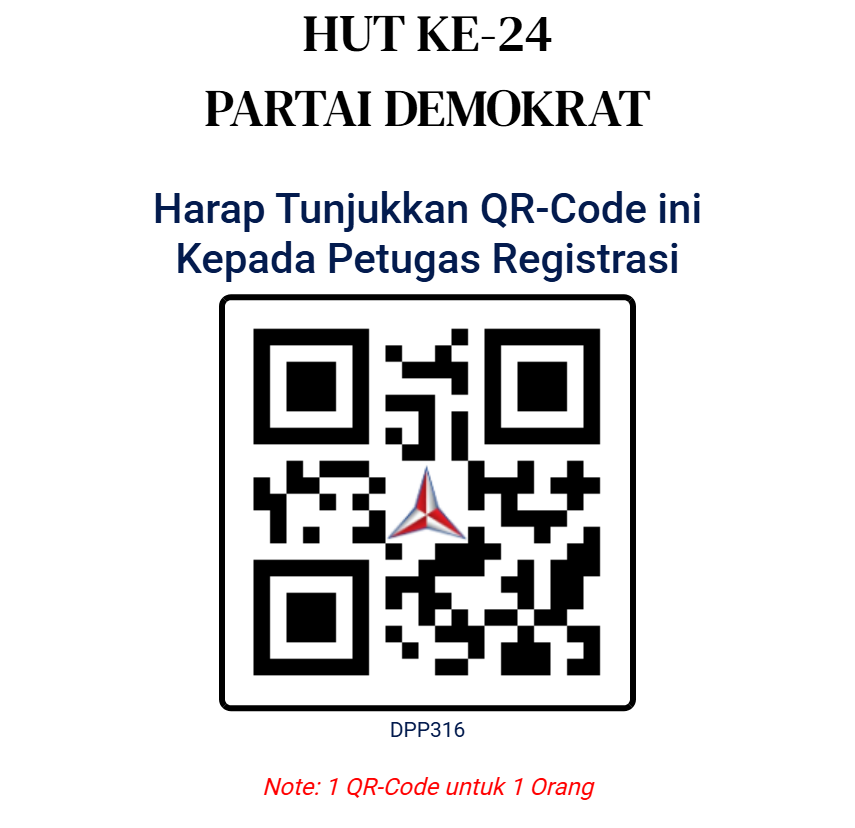 HUT KE-24
PARTAI DEMOKRAT
Harap Tunjukkan QR-Code ini
Kepada Petugas Registrasi
DPP316
Note: 1 QR-Code untuk 1 Orang